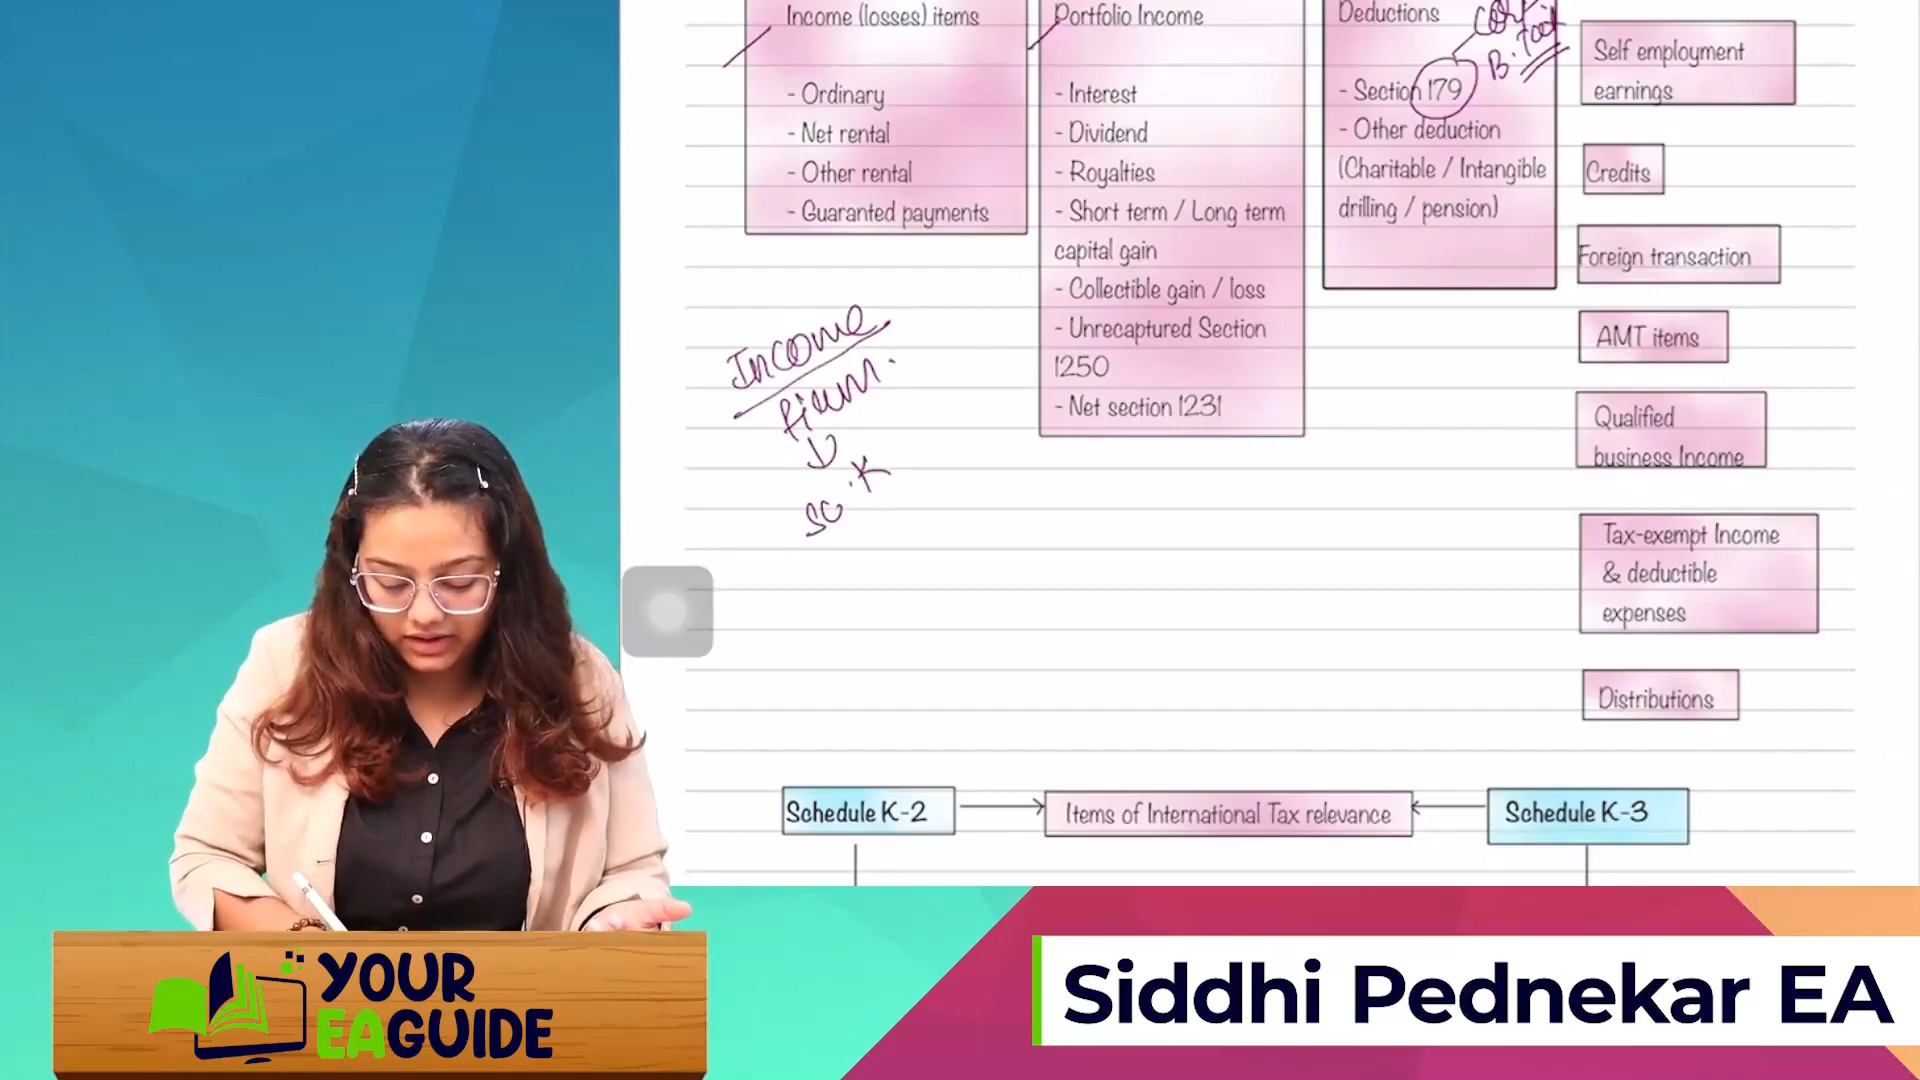 Income (losses) items
- Ordinary
- Net rental
- Other rental
- Guaranted payments
Portfolio Income
- Interest
- Dividend
- Royalties
- Short term / Long term
capital gain
- Collectible gain / loss
- Unrecaptured Section
1250
- Net section 1231
Deductions
- Section 179
- Other deduction
(Charitable / Intangible
drilling / pension)
Self employment
earnings
Credits
Foreign transaction
AMT items
Qualified
business Income
Tax-exempt Income
& deductible
expenses
Distributions
Income
K
Schedule K-2
Items of International Tax relevance
Schedule K-3
YOUR
EAGUIDE
Siddhi Pednekar EA